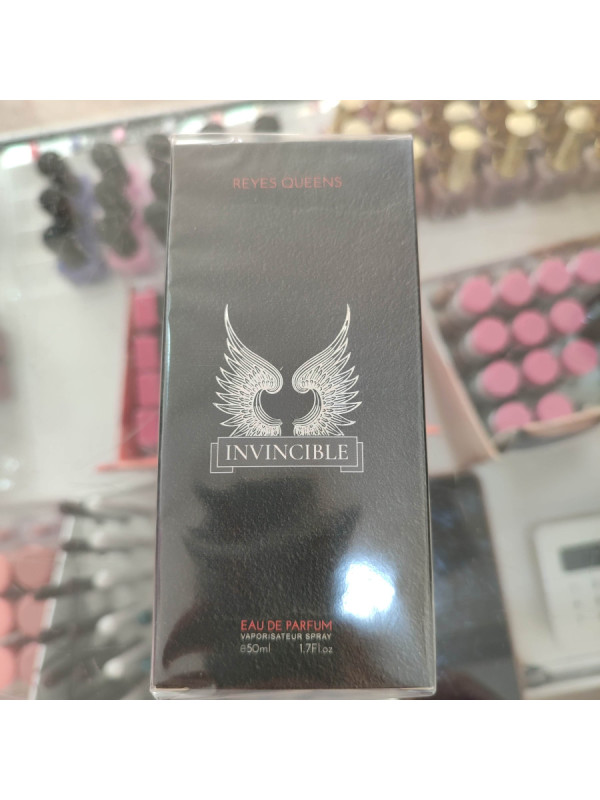 REYES QUEENS
INVINCIBLE
EAU DE PARFUM
VAPORISATEUR SPRAY
℮50ml 1.7Fl.oz